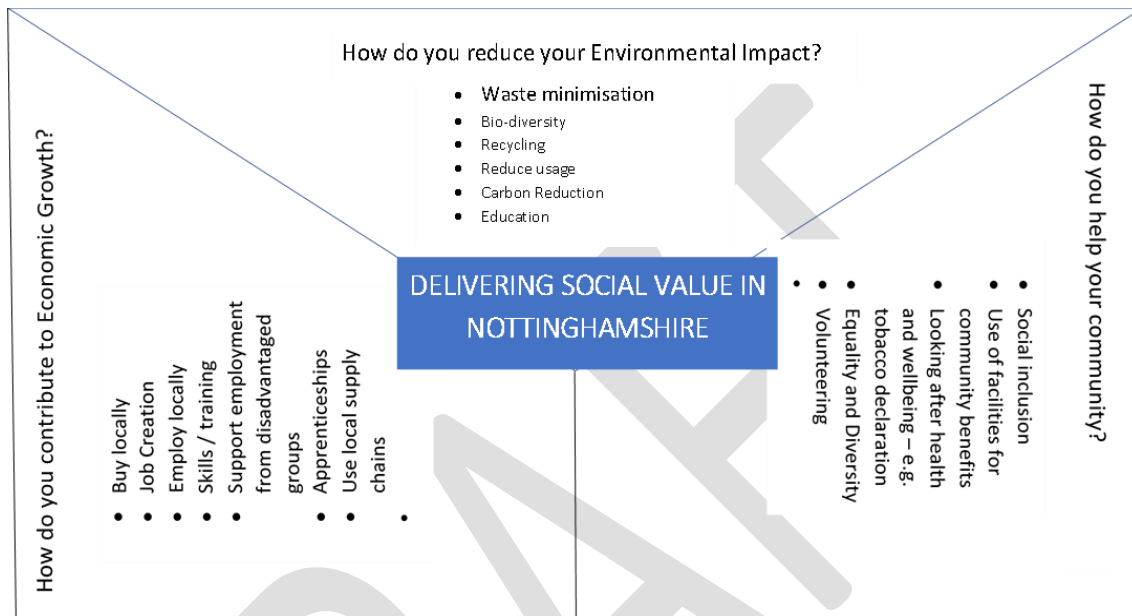 How do you reduce your Environmental Impact?
• Waste minimisation
• Bio-diversity
• Recycling
• Reduce usage
• Carbon Reduction
• Education
DELIVERING SOCIAL VALUE IN
NOTTINGHAMSHIRE
How do you contribute to Economic Growth?
• Buy locally
• Job Creation
• Employ locally
• Skills / training
• Support employment
from disadvantaged
groups
• Apprenticeships
• Use local supply
chains
•
How do you help your community?
• Social inclusion
• Use of facilities for
community benefits
• Looking after health
and wellbeing – e.g.
tobacco declaration
• Equality and Diversity
• Volunteering
•